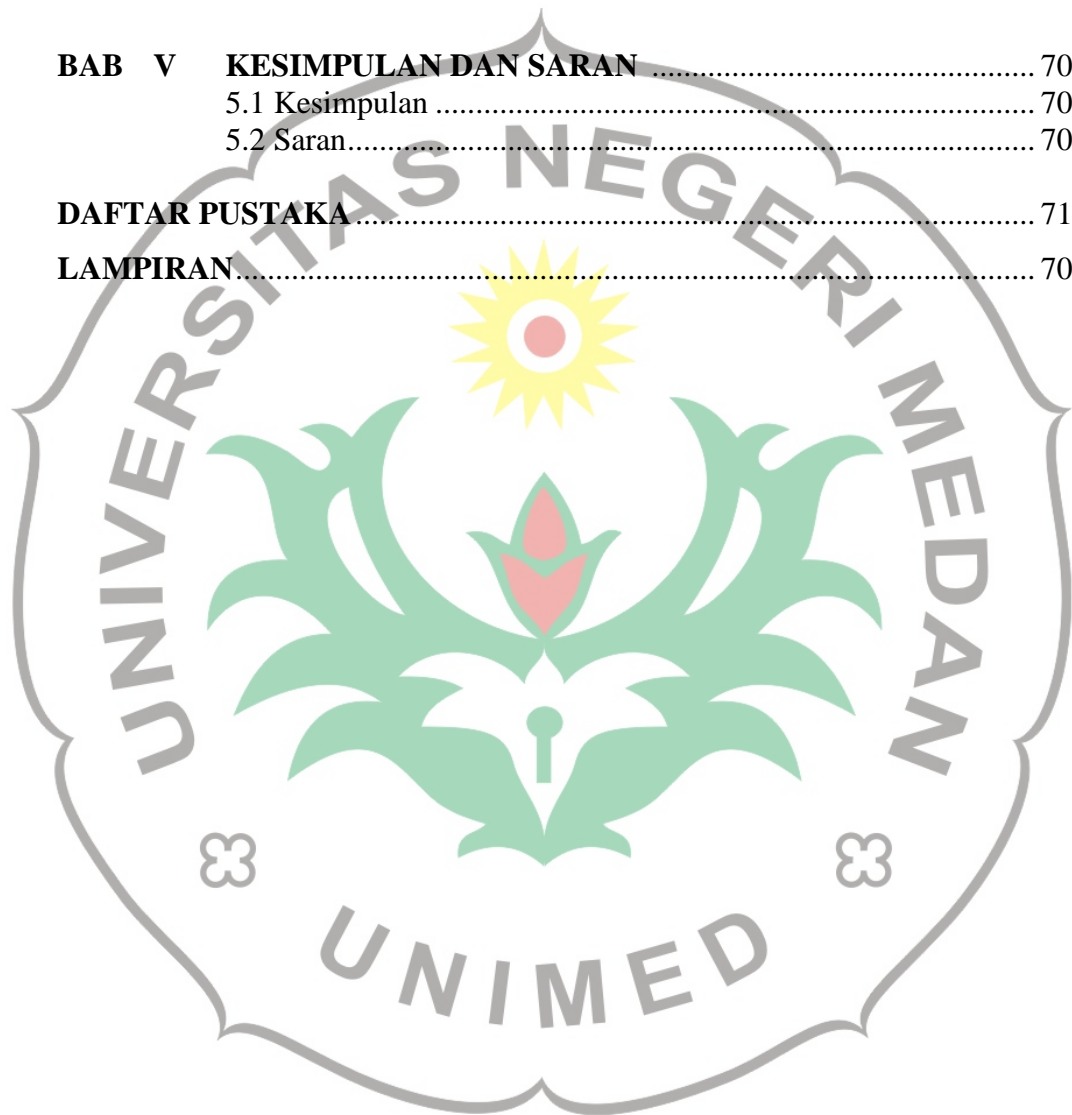 BAB V KESIMPULAN DAN SARAN ................................................ 70
5.1 Kesimpulan ............................................................................ 70
5.2 Saran....................................................................................... 70
DAFTAR PUSTAKA ..................................................................................... 71
LAMPIRAN.................................................................................................... 70
UNIVERSITAS NEGERI MEDAN
UNIMED